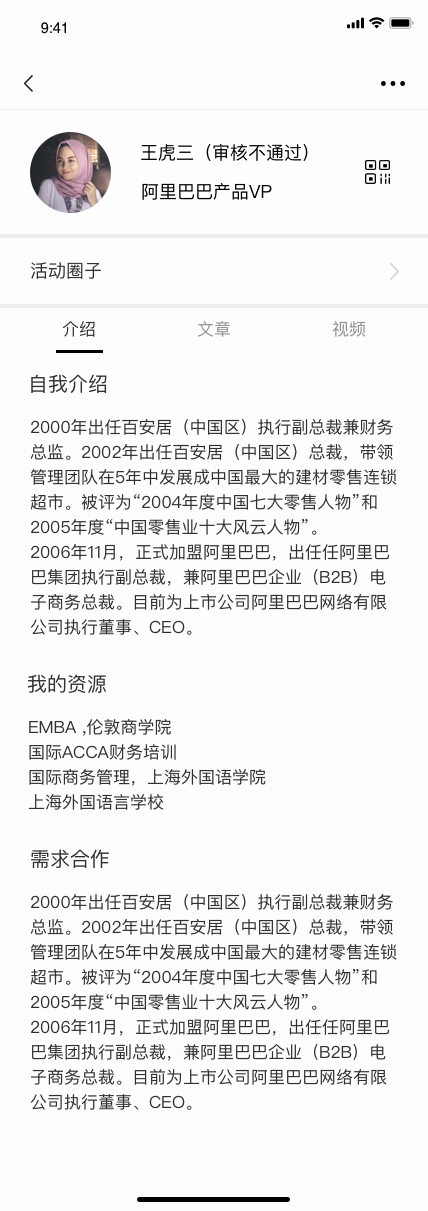 9:41
王虎三（审核不通过）
阿里巴巴产品VP
活动圈子
介绍
文章
视频
自我介绍
2000年出任百安居（中国区）执行副总裁兼财务
总监。2002年出任百安居（中国区）总裁，带领
管理团队在5年中发展成中国最大的建材零售连锁
超市。被评为“2004年度中国七大零售人物”和
2005年度“中国零售业十大风云人物”。
2006年11月，正式加盟阿里巴巴，出任任阿里巴
巴集团执行副总裁，兼阿里巴巴企业（B2B）电
子商务总裁。目前为上市公司阿里巴巴网络有限
公司执行董事、CEO。
我的资源
EMBA ,伦敦商学院
国际ACCA财务培训
国际商务管理，上海外国语学院
上海外国语言学校
需求合作
2000年出任百安居（中国区）执行副总裁兼财务
总监。2002年出任百安居（中国区）总裁，带领
管理团队在5年中发展成中国最大的建材零售连锁
超市。被评为“2004年度中国七大零售人物”和
2005年度“中国零售业十大风云人物”。
2006年11月，正式加盟阿里巴巴，出任任阿里巴
巴集团执行副总裁，兼阿里巴巴企业（B2B）电
子商务总裁。目前为上市公司阿里巴巴网络有限
公司执行董事、CEO。